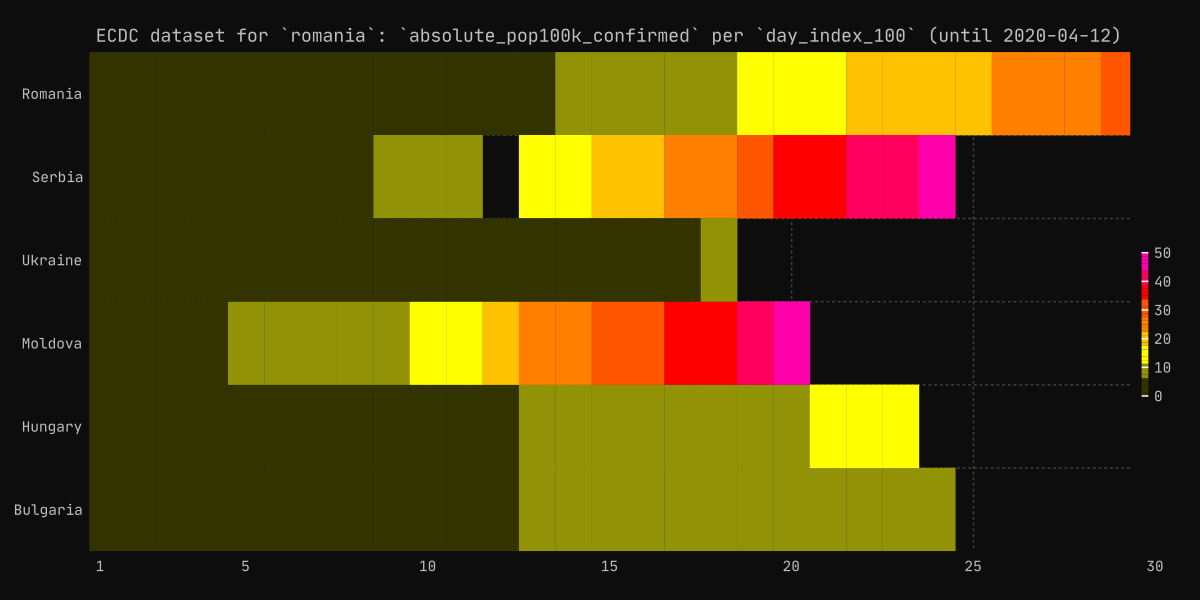 ECDC dataset for `romania`: `absolute_pop100k_confirmed` per `day_index_100` (until 2020-04-12)
Romania
Serbia
Ukraine
Moldova
Hungary
Bulgaria
1 5 10 15 20 25 30
50
40
30
20
10
0